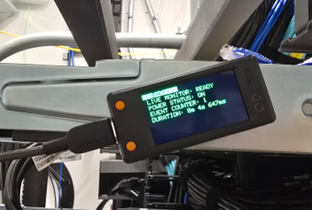 LIVE MONITOR: READY
POWER STATUS: ON
EVENT COUNTER: 1
DURATION: 0m 4s 647ms